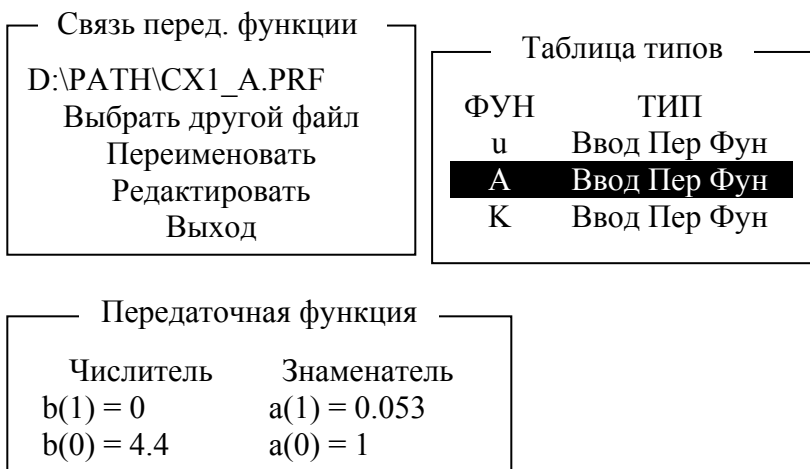 Связь перед. функции
D:\PATH\CX1_A.PRF
Выбрать другой файл
Переименовать
Редактировать
Выход
Таблица типов
ФУН ТИП
u Ввод Пер Фун
A Ввод Пер Фун
K Ввод Пер Фун
Передаточная функция
Числитель Знаменатель
b(1) = 0 a(1) = 0.053
b(0) = 4.4 a(0) = 1